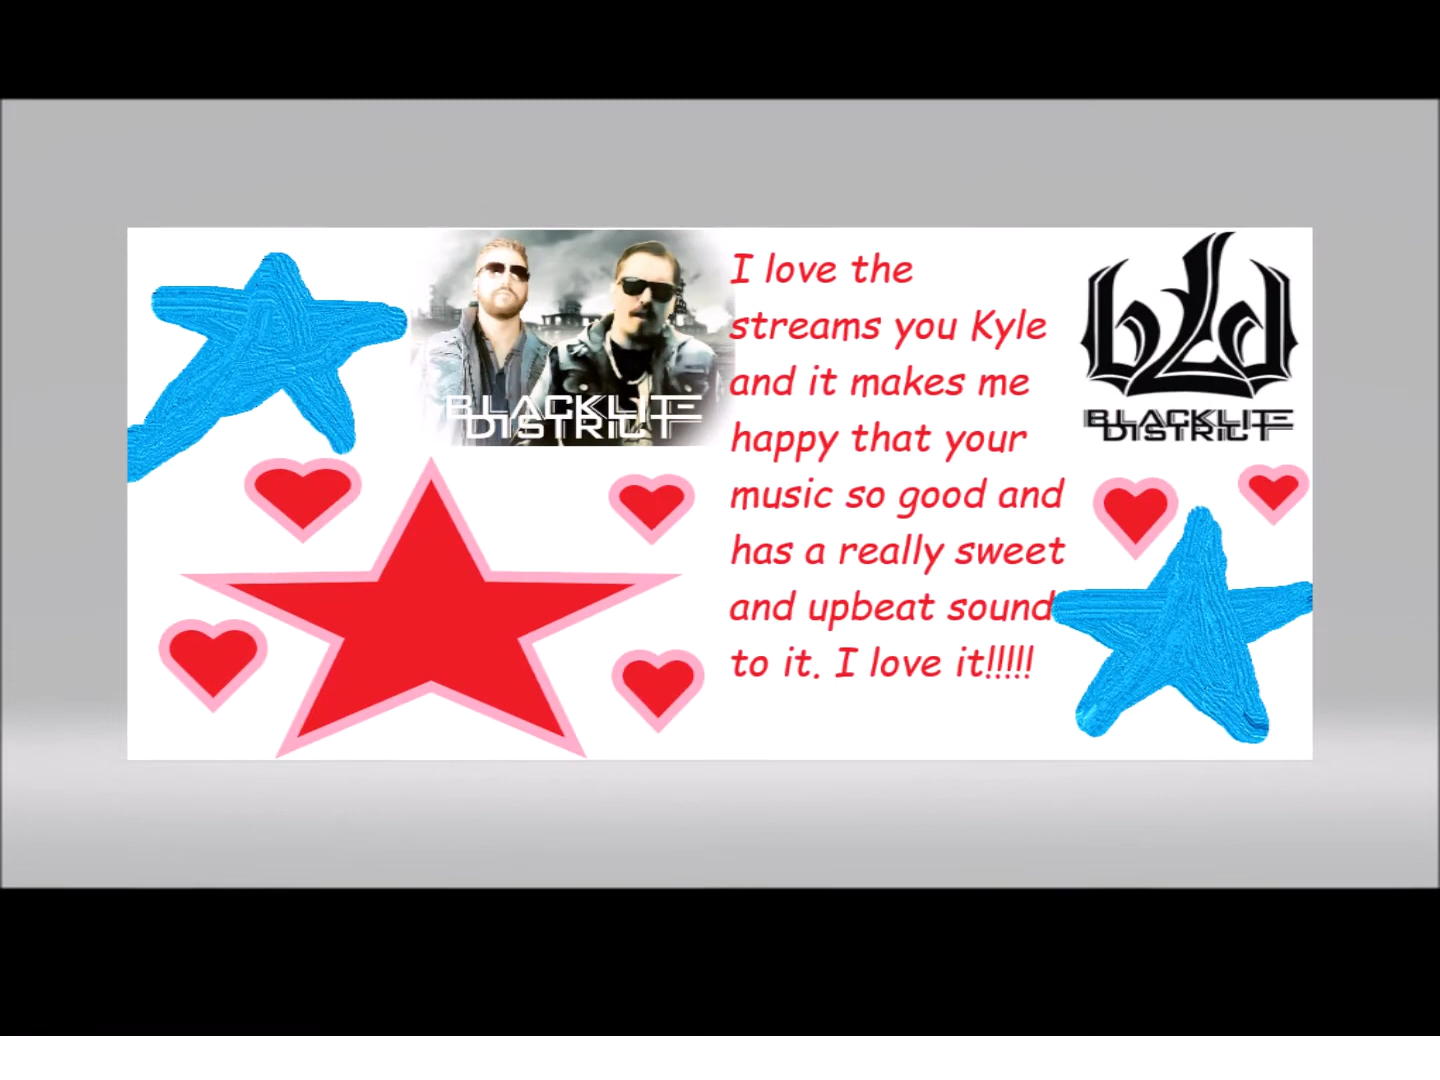 BLACKLITE
DISTRICT
I love the
streams you Kyle
and it makes me
happy that your
music so good and
has a really sweet
and upbeat sound
to it. I love it!!!!!
bLd
BLACKLITE
DISTRICT